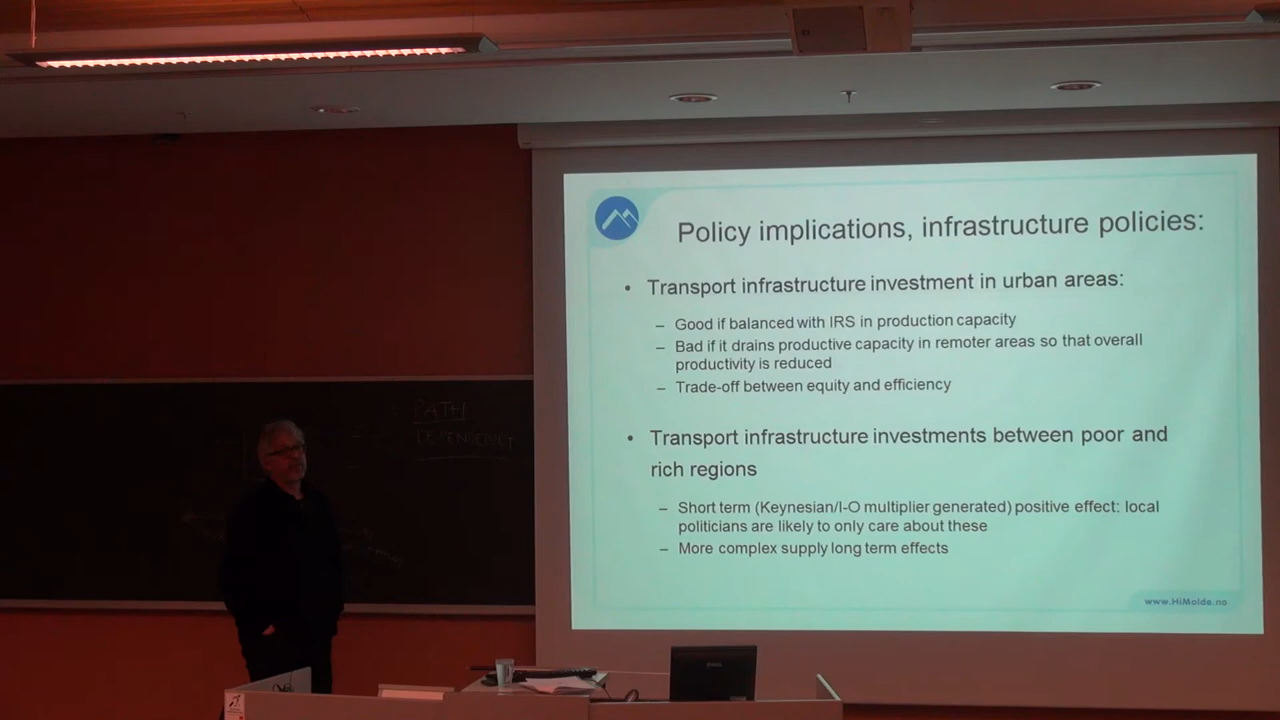 Policy implications, infrastructure policies:
• Transport infrastructure investment in urban areas:
– Good if balanced with IRS in production capacity
– Bad if it drains productive capacity in remoter areas so that overall
productivity is reduced
– Trade-off between equity and efficiency
• Transport infrastructure investments between poor and
rich regions
– Short term (Keynesian/I-O multiplier generated) positive effect: local
politicians are likely to only care about these
– More complex supply long term effects
www.HiMolde.no
PATH
DEPENDENCY